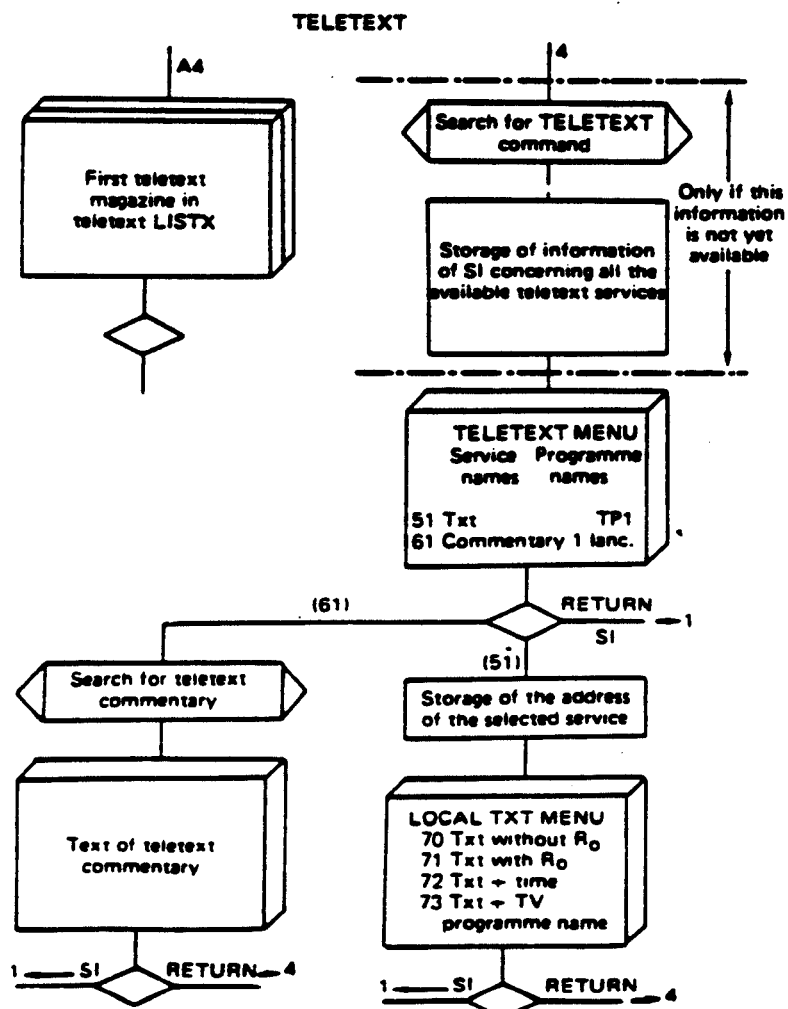 TELETEXT
A4
First teletext
magazine in
teletext LISTX
4
Search for TELETEXT
command
Storage of information
of SI concerning all the
available teletext services
Only if this
information
is not yet
available
TELETEXT MENU
Service Programme
names names
51 Txt TP1
61 Commentary 1 lanc.
(61)
RETURN
SI
1
(51)
Search for teletext
commentary
Text of teletext
commentary
1 SI RETURN 4
Storage of the address
of the selected service
LOCAL TXT MENU
70 Txt without Ro
71 Txt with Ro
72 Txt + time
73 Txt + TV
programme name
1 SI RETURN 4